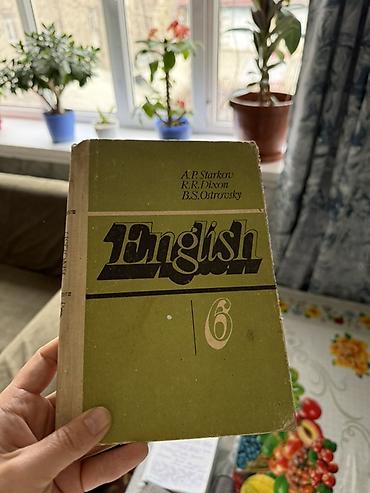 A.P. Starkov
R.R. Dixon
B.S. Ostrovsky
English
6